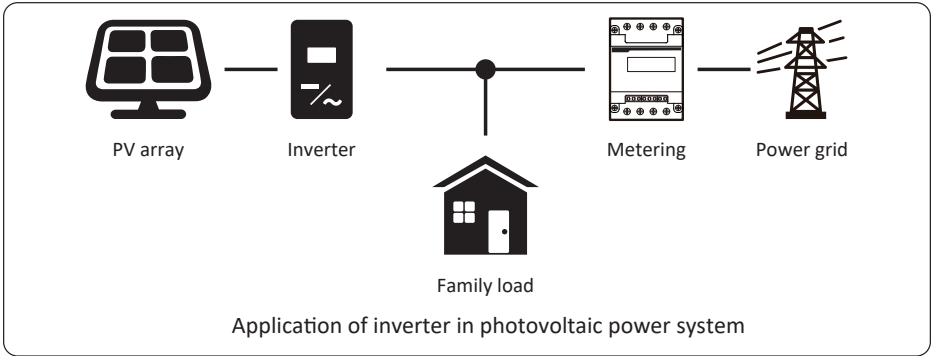 PV array
Inverter
Metering
Power grid
Family load
Application of inverter in photovoltaic power system